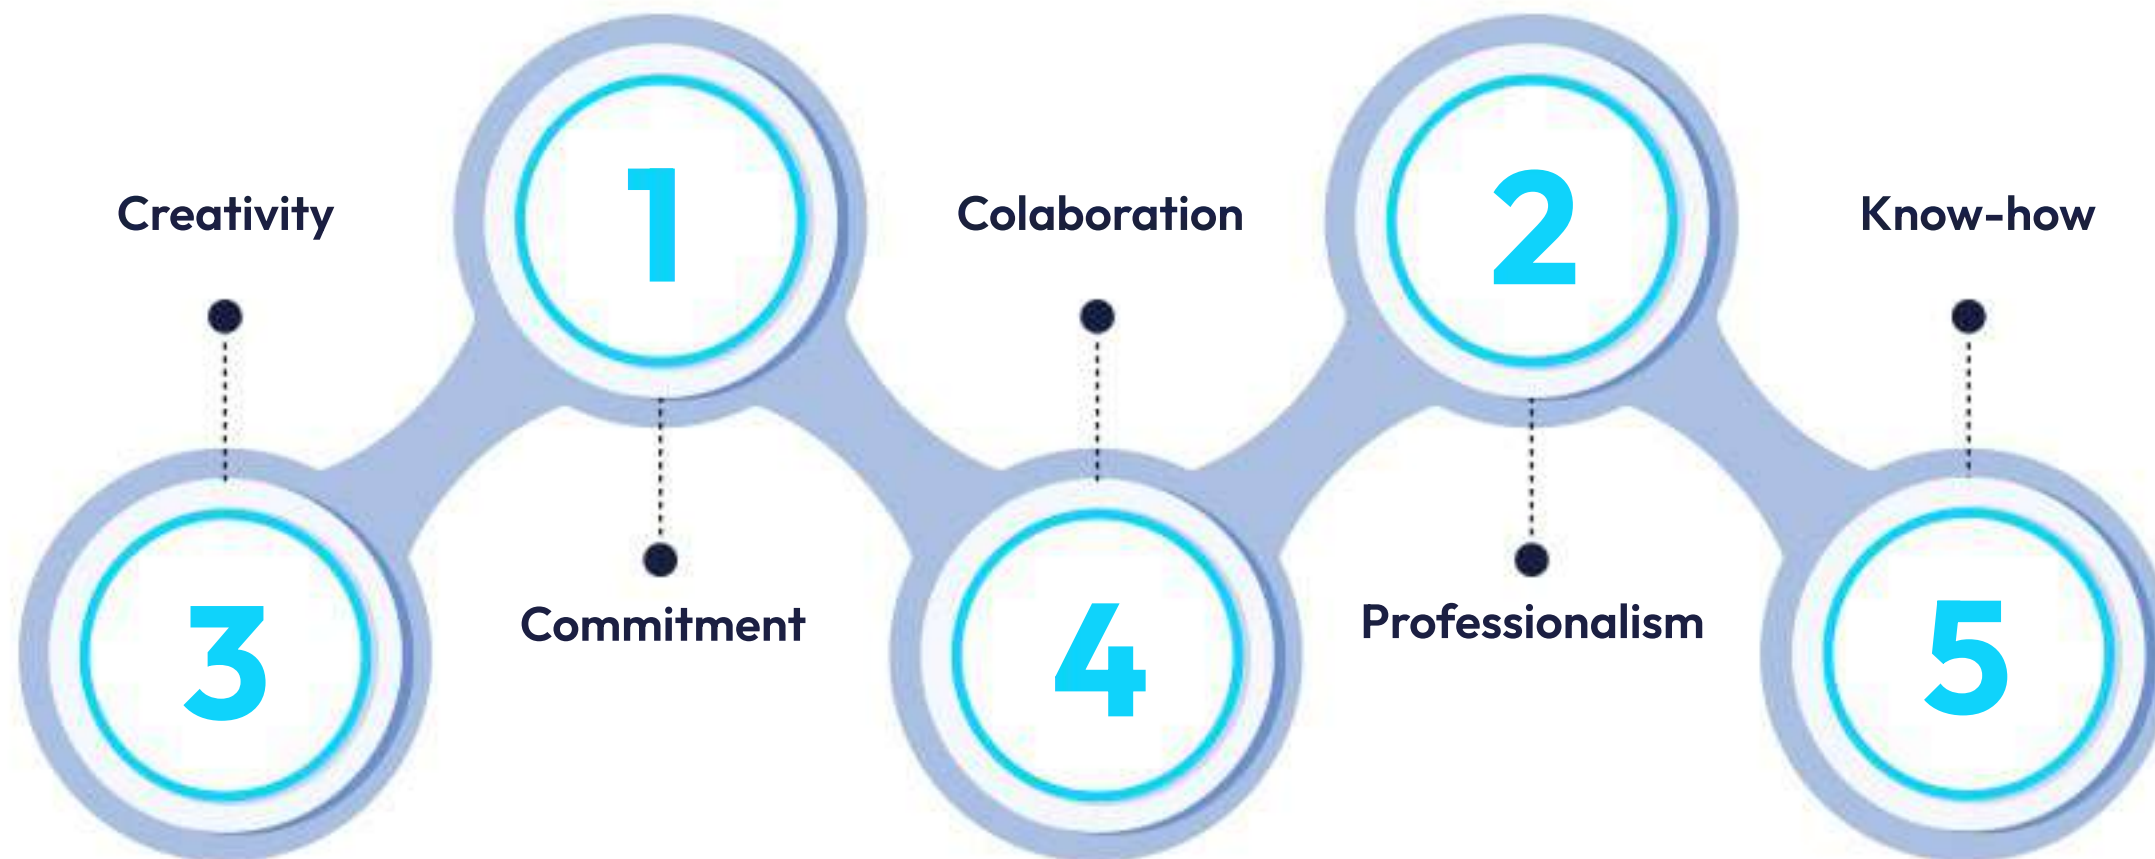 1
2
Creativity
Colaboration
Know-how
3
Commitment
4
Professionalism
5